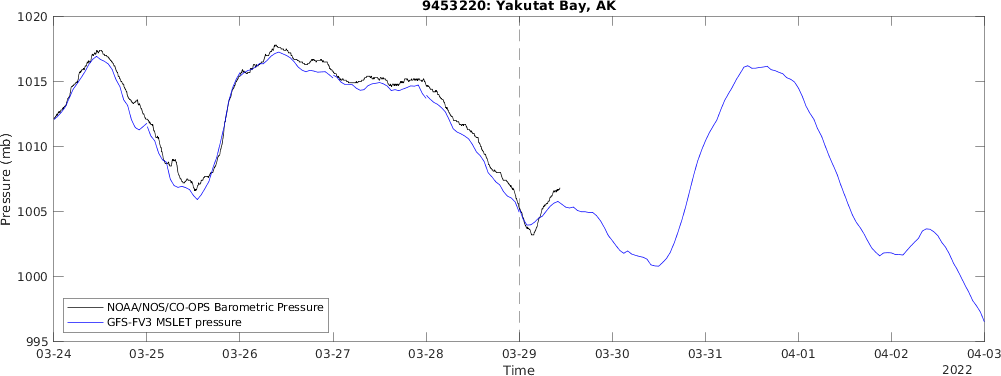 9453220: Yakutat Bay, AK
Pressure (mb)
1020
1015
1010
1005
1000
995
NOAA/NOS/CO-OPS Barometric Pressure
GFS-FV3 MSLET pressure
03-24 03-25 03-26 03-27 03-28 03-29 03-30 03-31 04-01 04-02 04-03
Time
2022